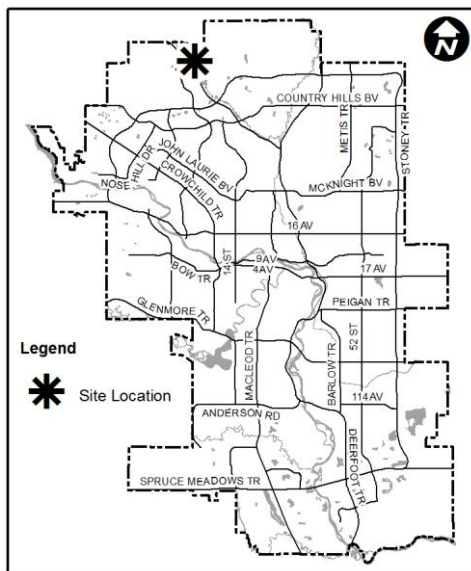 N
COUNTRY HILLS BV
METIS TR
STONEY TR
JOHN LAURIE BV
CROWCHILD TR
NOSE HILL DR
MCKNIGHT BV
16 AV
14 ST
9 AV
4 AV
17 AV
BOW TR
PEIGAN TR
GLENMORE TR
52 ST
Legend
MACLEOD TR
BARLOW TR
Site Location
114 AV
ANDERSON RD
DEERFOOT TR
SPRUCE MEADOWS TR